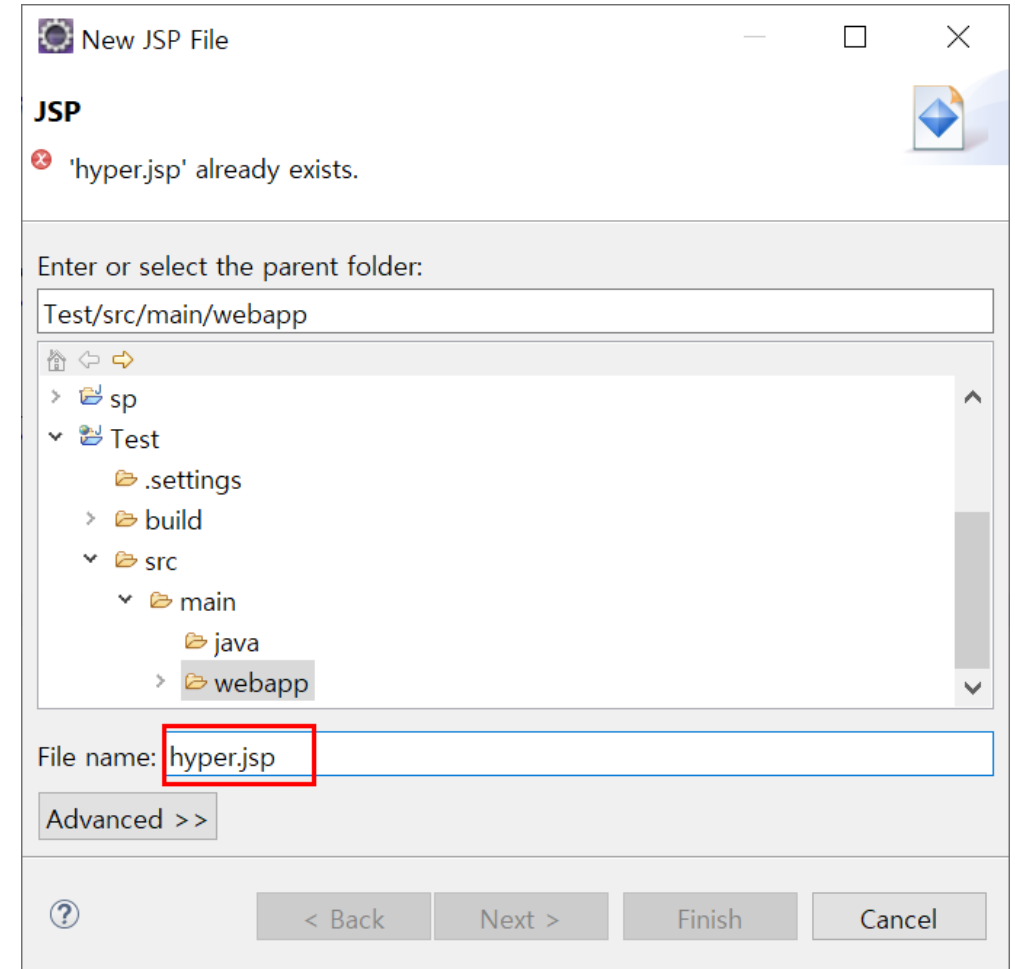 New JSP File
JSP
'hyper.jsp' already exists.
Enter or select the parent folder:
Test/src/main/webapp
sp
Test
.settings
build
src
main
java
webapp
File name: hyper.jsp
Advanced >>
< Back Next > Finish Cancel